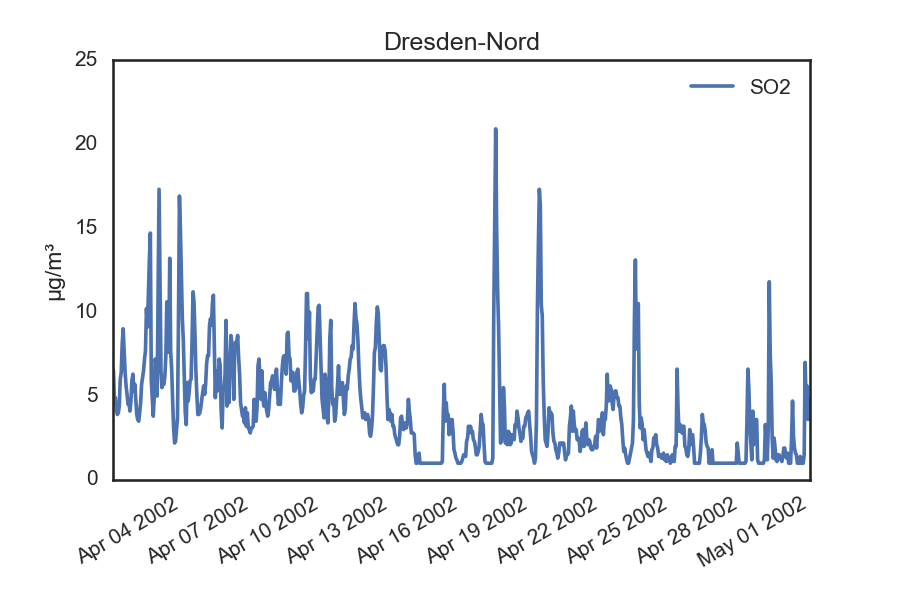 Dresden-Nord
SO2
µg/m³
25
20
15
10
5
0
Apr 04 2002
Apr 07 2002
Apr 10 2002
Apr 13 2002
Apr 16 2002
Apr 19 2002
Apr 22 2002
Apr 25 2002
Apr 28 2002
May 01 2002